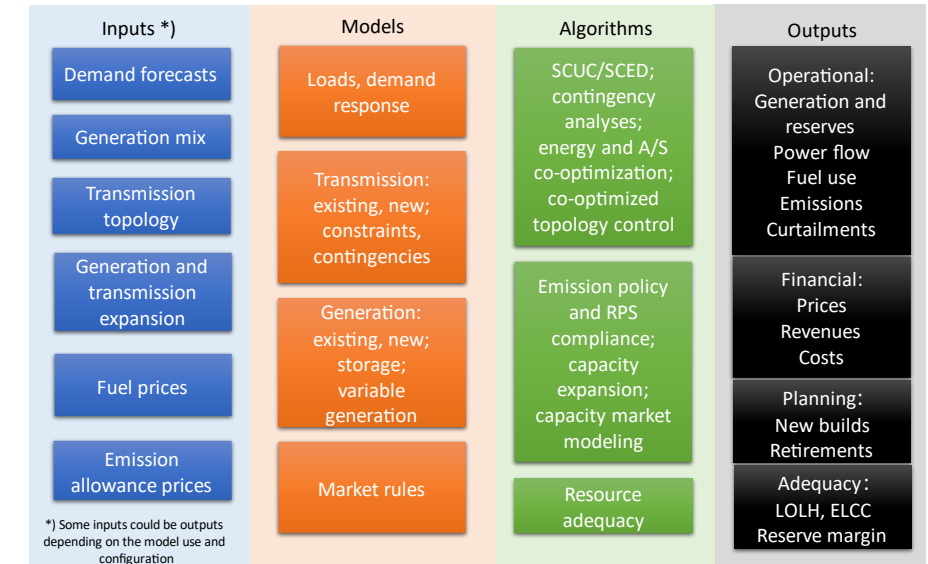 Inputs *)
Demand forecasts
Generation mix
Transmission
topology
Generation and
transmission
expansion
Fuel prices
Emission
allowance prices
*) Some inputs could be outputs
depending on the model use and
configuration
Models
Loads, demand
response
Transmission:
existing, new;
constraints,
contingencies
Generation:
existing, new;
storage;
variable
generation
Market rules
Algorithms
SCUC/SCED;
contingency
analyses;
energy and A/S
co-optimization;
co-optimized
topology control
Emission policy
and RPS
compliance;
capacity
expansion;
capacity market
modeling
Resource
adequacy
Outputs
Operational:
Generation and
reserves
Power flow
Fuel use
Emissions
Curtailments
Financial:
Prices
Revenues
Costs
Planning:
New builds
Retirements
Adequacy:
LOLH, ELCC
Reserve margin